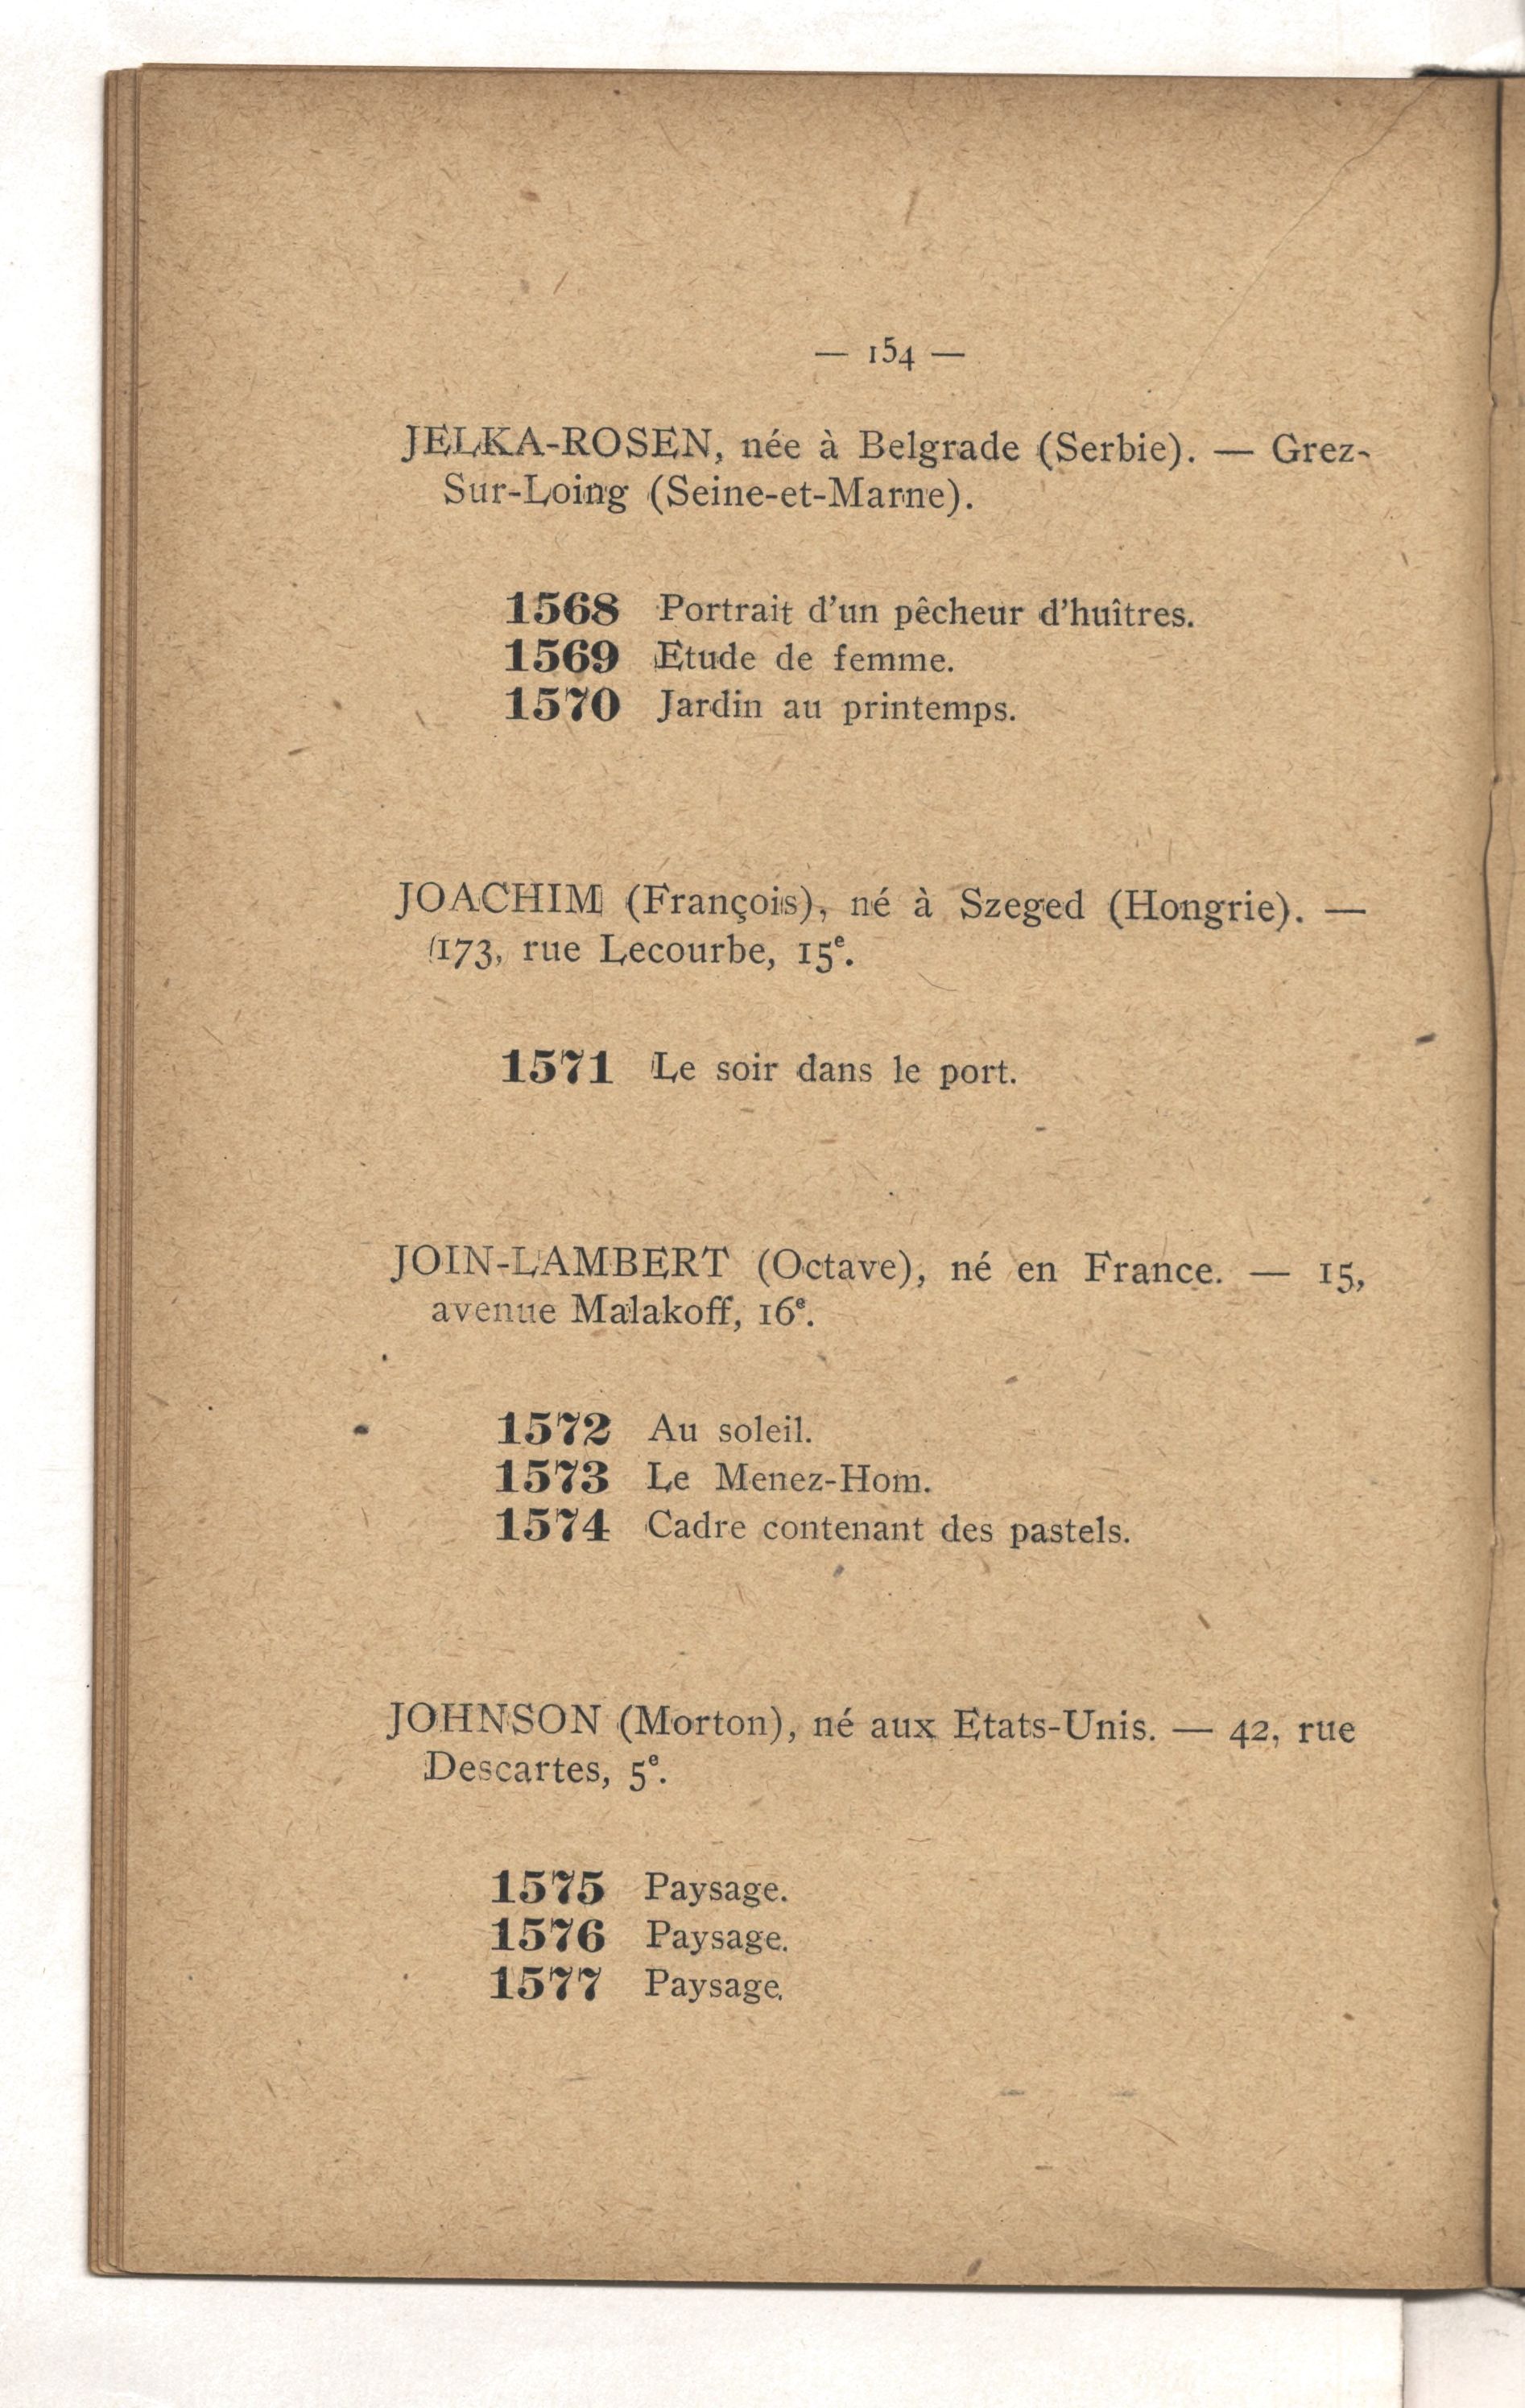 — 154 —
JELKA-ROSEN, née à Belgrade (Serbie). — Grez-
Sur-Loing (Seine-et-Marne).
1568 Portrait d'un pêcheur d'huîtres.
1569 Etude de femme.
1570 Jardin au printemps.
JOACHIM (François), né à Szeged (Hongrie). —
173, rue Lecourbe, 15e.
1571 Le soir dans le port.
JOIN-LAMBERT (Octave), né en France. — 15,
avenue Malakoff, 16e.
1572 Au soleil.
1573 Le Menez-Hom.
1574 Cadre contenant des pastels.
JOHNSON (Morton), né aux Etats-Unis. — 42, rue
Descartes, 5e.
1575 Paysage.
1576 Paysage.
1577 Paysage.